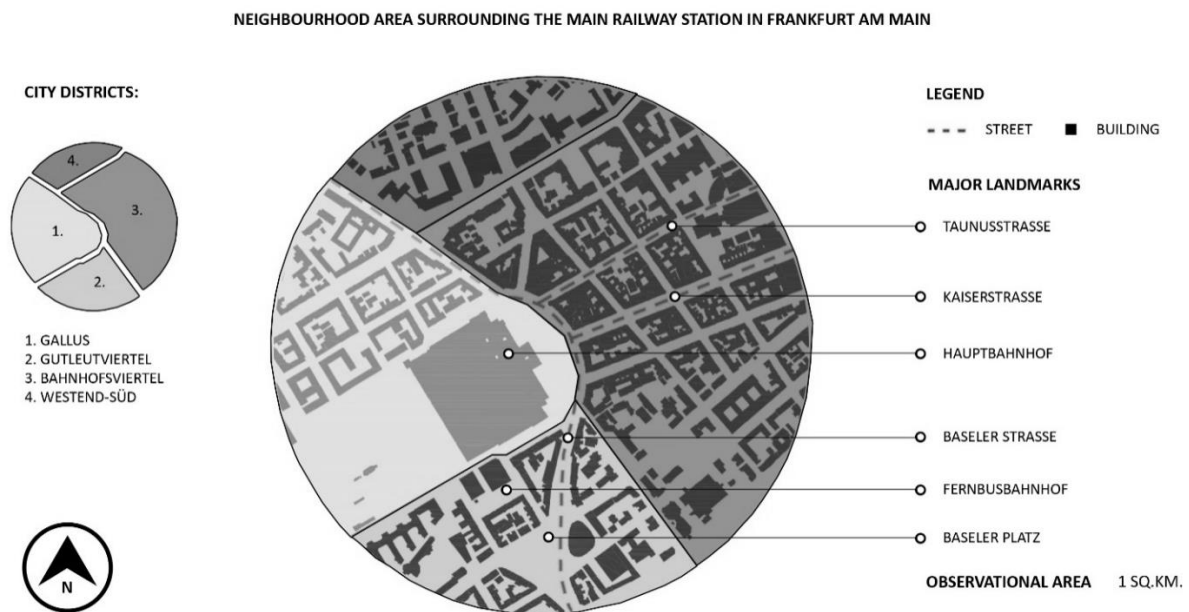 NEIGHBOURHOOD AREA SURROUNDING THE MAIN RAILWAY STATION IN FRANKFURT AM MAIN
CITY DISTRICTS:
4.
3.
1.
2.
1. GALLUS
2. GUTLEUTVIERTEL
3. BAHNHOFSVIERTEL
4. WESTEND-SÜD
N
LEGEND
STREET BUILDING
MAJOR LANDMARKS
TAUNUSSTRASSE
KAISERSTRASSE
HAUPTBAHNHOF
BASELER STRASSE
FERNBUSBAHNHOF
BASELER PLATZ
OBSERVATIONAL AREA 1 SQ.KM.